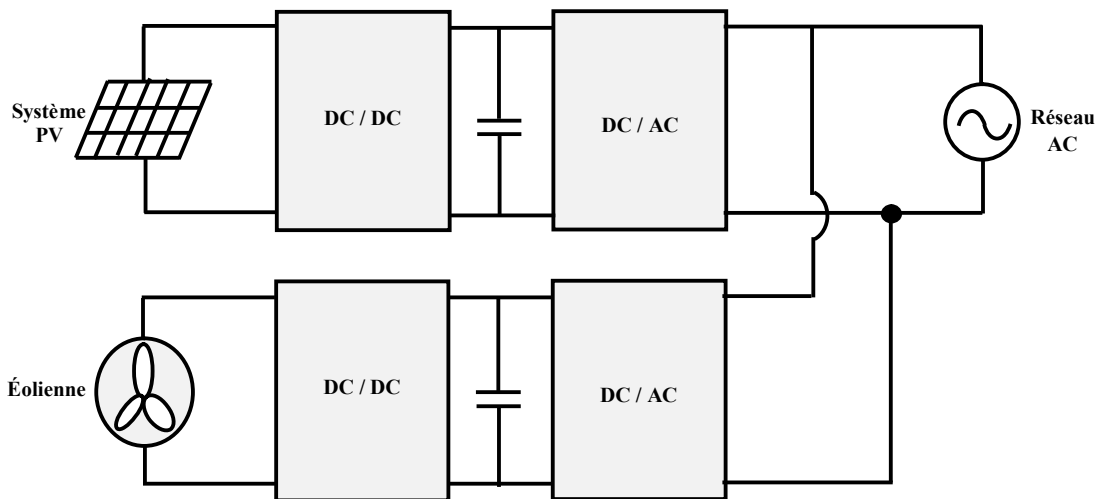 Système
PV
DC / DC
DC / AC
Réseau
AC
Éolienne
DC / DC
DC / AC